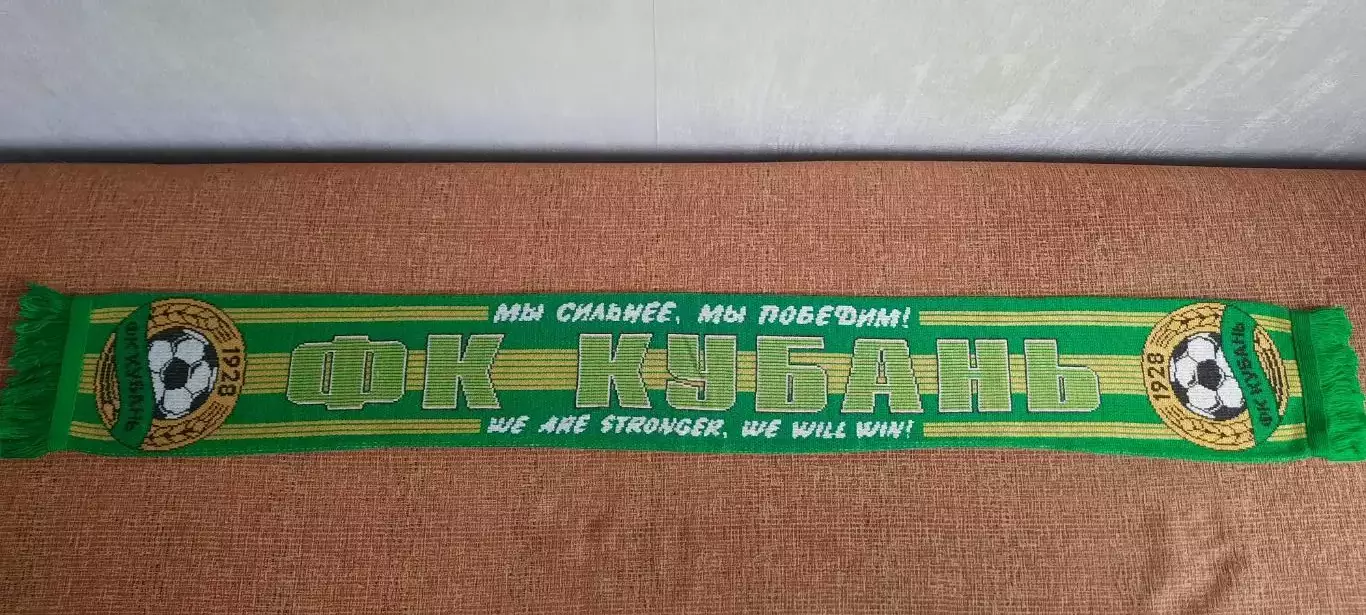 МЫ СИЛЬНЕЕ, МЫ ПОБЕДИМ!
ФК КУБАНЬ
WE ARE STRONGER, WE WILL WIN!
ФК КУБАНЬ
1928
1928
ФК КУБАНЬ